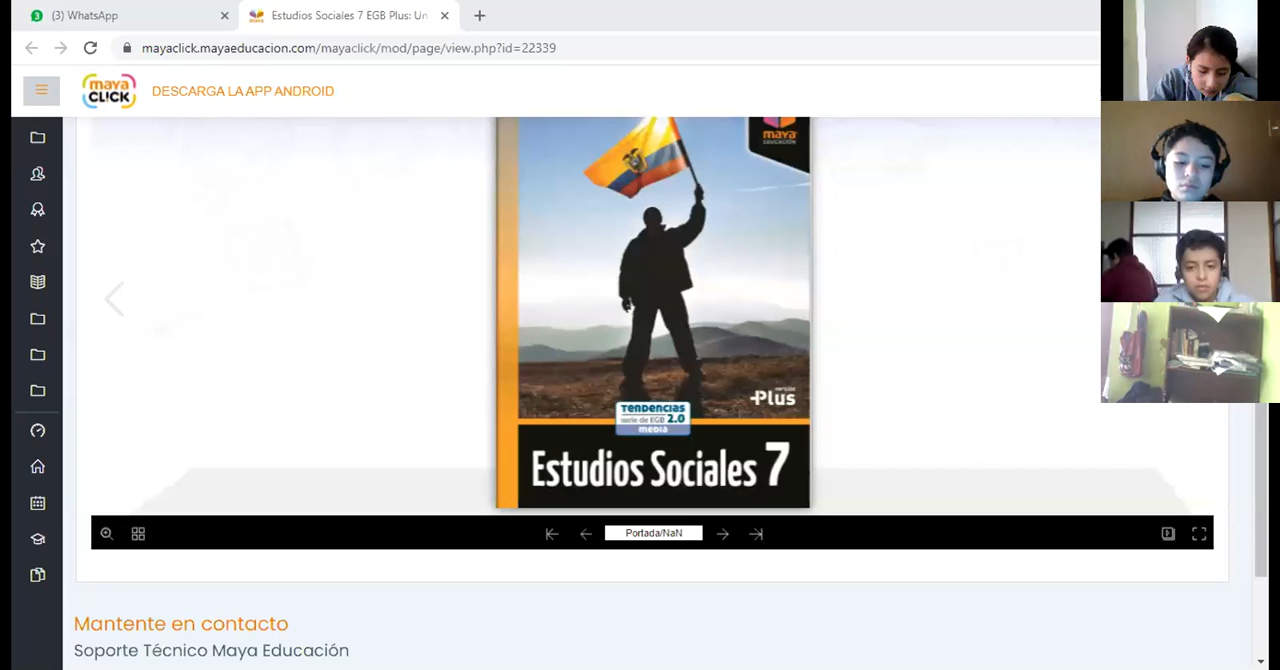 (3) WhatsApp
Estudios Sociales 7 EGB Plus: Un
mayaclick.mayaeducacion.com/mayaclick/mod/page/view.php?id=22339
maya
CLICK
DESCARGA LA APP ANDROID
maya
EDUCACIÓN
versión
+Plus
TENDENCIAS
serie de EGB 2.0
media
Estudios Sociales 7
Portada/NaN
Mantente en contacto
Soporte Técnico Maya Educación